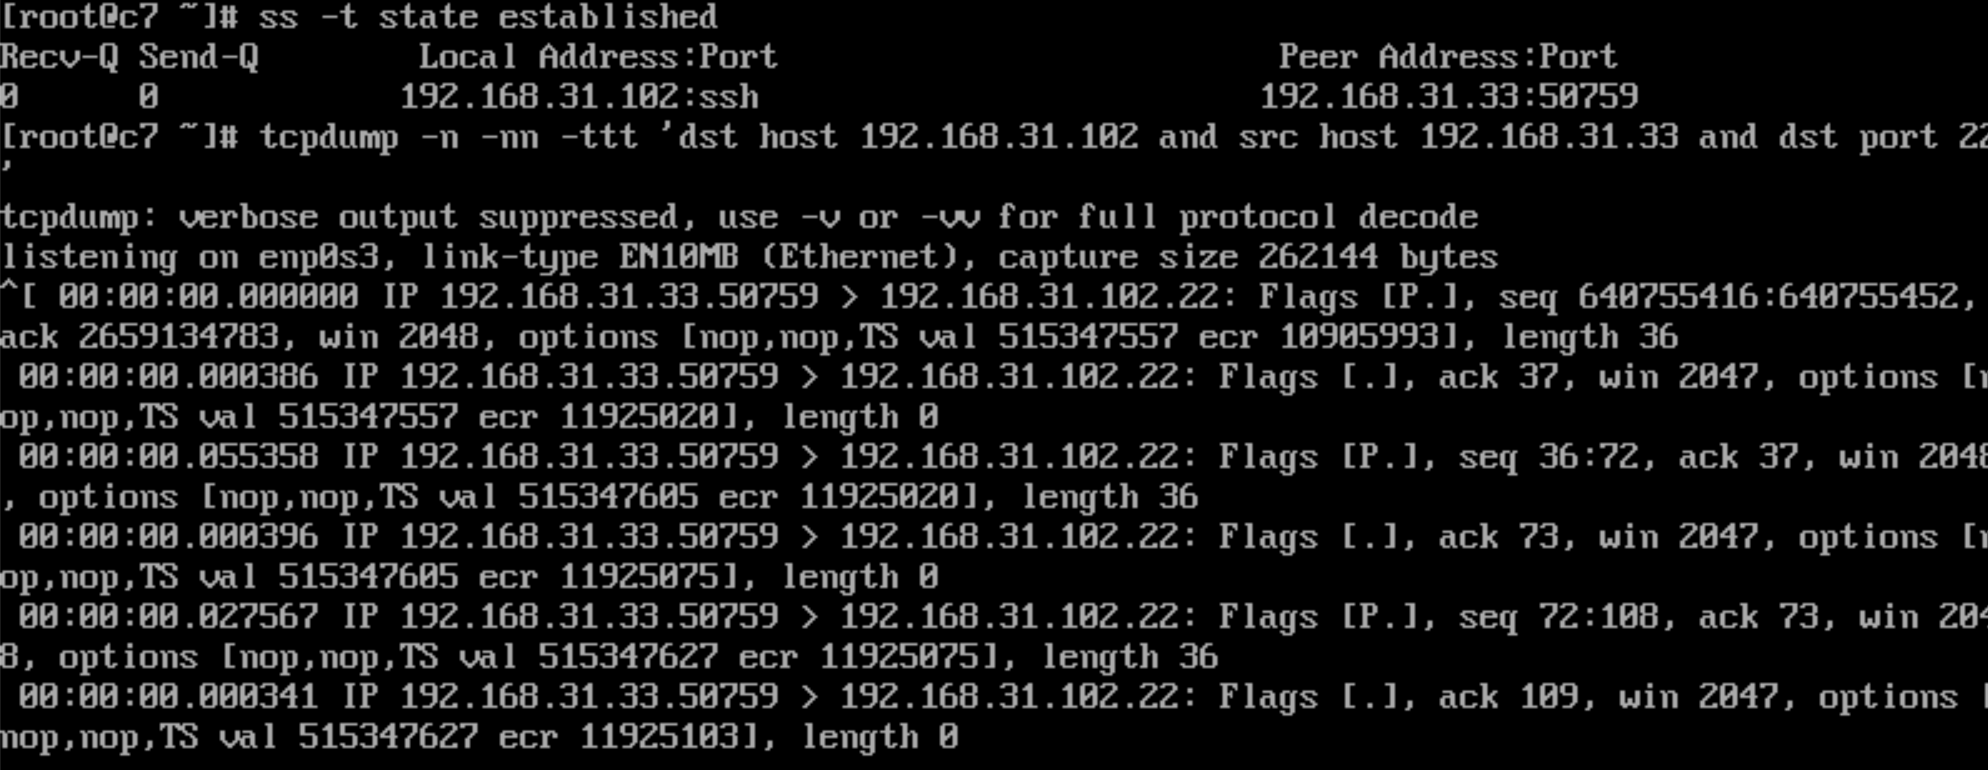 [root@c7 ~]# ss -t state established
Recv-Q Send-Q        Local Address:Port                         Peer Address:Port
0      0            192.168.31.102:ssh                         192.168.31.33:50759
[root@c7 ~]# tcpdump -n -nn -ttt 'dst host 192.168.31.102 and src host 192.168.31.33 and dst port 22
'
tcpdump: verbose output suppressed, use -v or -vv for full protocol decode
listening on enp0s3, link-type EN10MB (Ethernet), capture size 262144 bytes
^[ 00:00:00.000000 IP 192.168.31.33.50759 > 192.168.31.102.22: Flags [P.], seq 640755416:640755452,
ack 2659134783, win 2048, options [nop,nop,TS val 515347557 ecr 10905993], length 36
 00:00:00.000386 IP 192.168.31.33.50759 > 192.168.31.102.22: Flags [.], ack 37, win 2047, options [n
op,nop,TS val 515347557 ecr 11925020], length 0
 00:00:00.055358 IP 192.168.31.33.50759 > 192.168.31.102.22: Flags [P.], seq 36:72, ack 37, win 2048
, options [nop,nop,TS val 515347605 ecr 11925020], length 36
 00:00:00.000396 IP 192.168.31.33.50759 > 192.168.31.102.22: Flags [.], ack 73, win 2047, options [n
op,nop,TS val 515347605 ecr 11925075], length 0
 00:00:00.027567 IP 192.168.31.33.50759 > 192.168.31.102.22: Flags [P.], seq 72:108, ack 73, win 204
8, options [nop,nop,TS val 515347627 ecr 11925075], length 36
 00:00:00.000341 IP 192.168.31.33.50759 > 192.168.31.102.22: Flags [.], ack 109, win 2047, options [
nop,nop,TS val 515347627 ecr 11925103], length 0